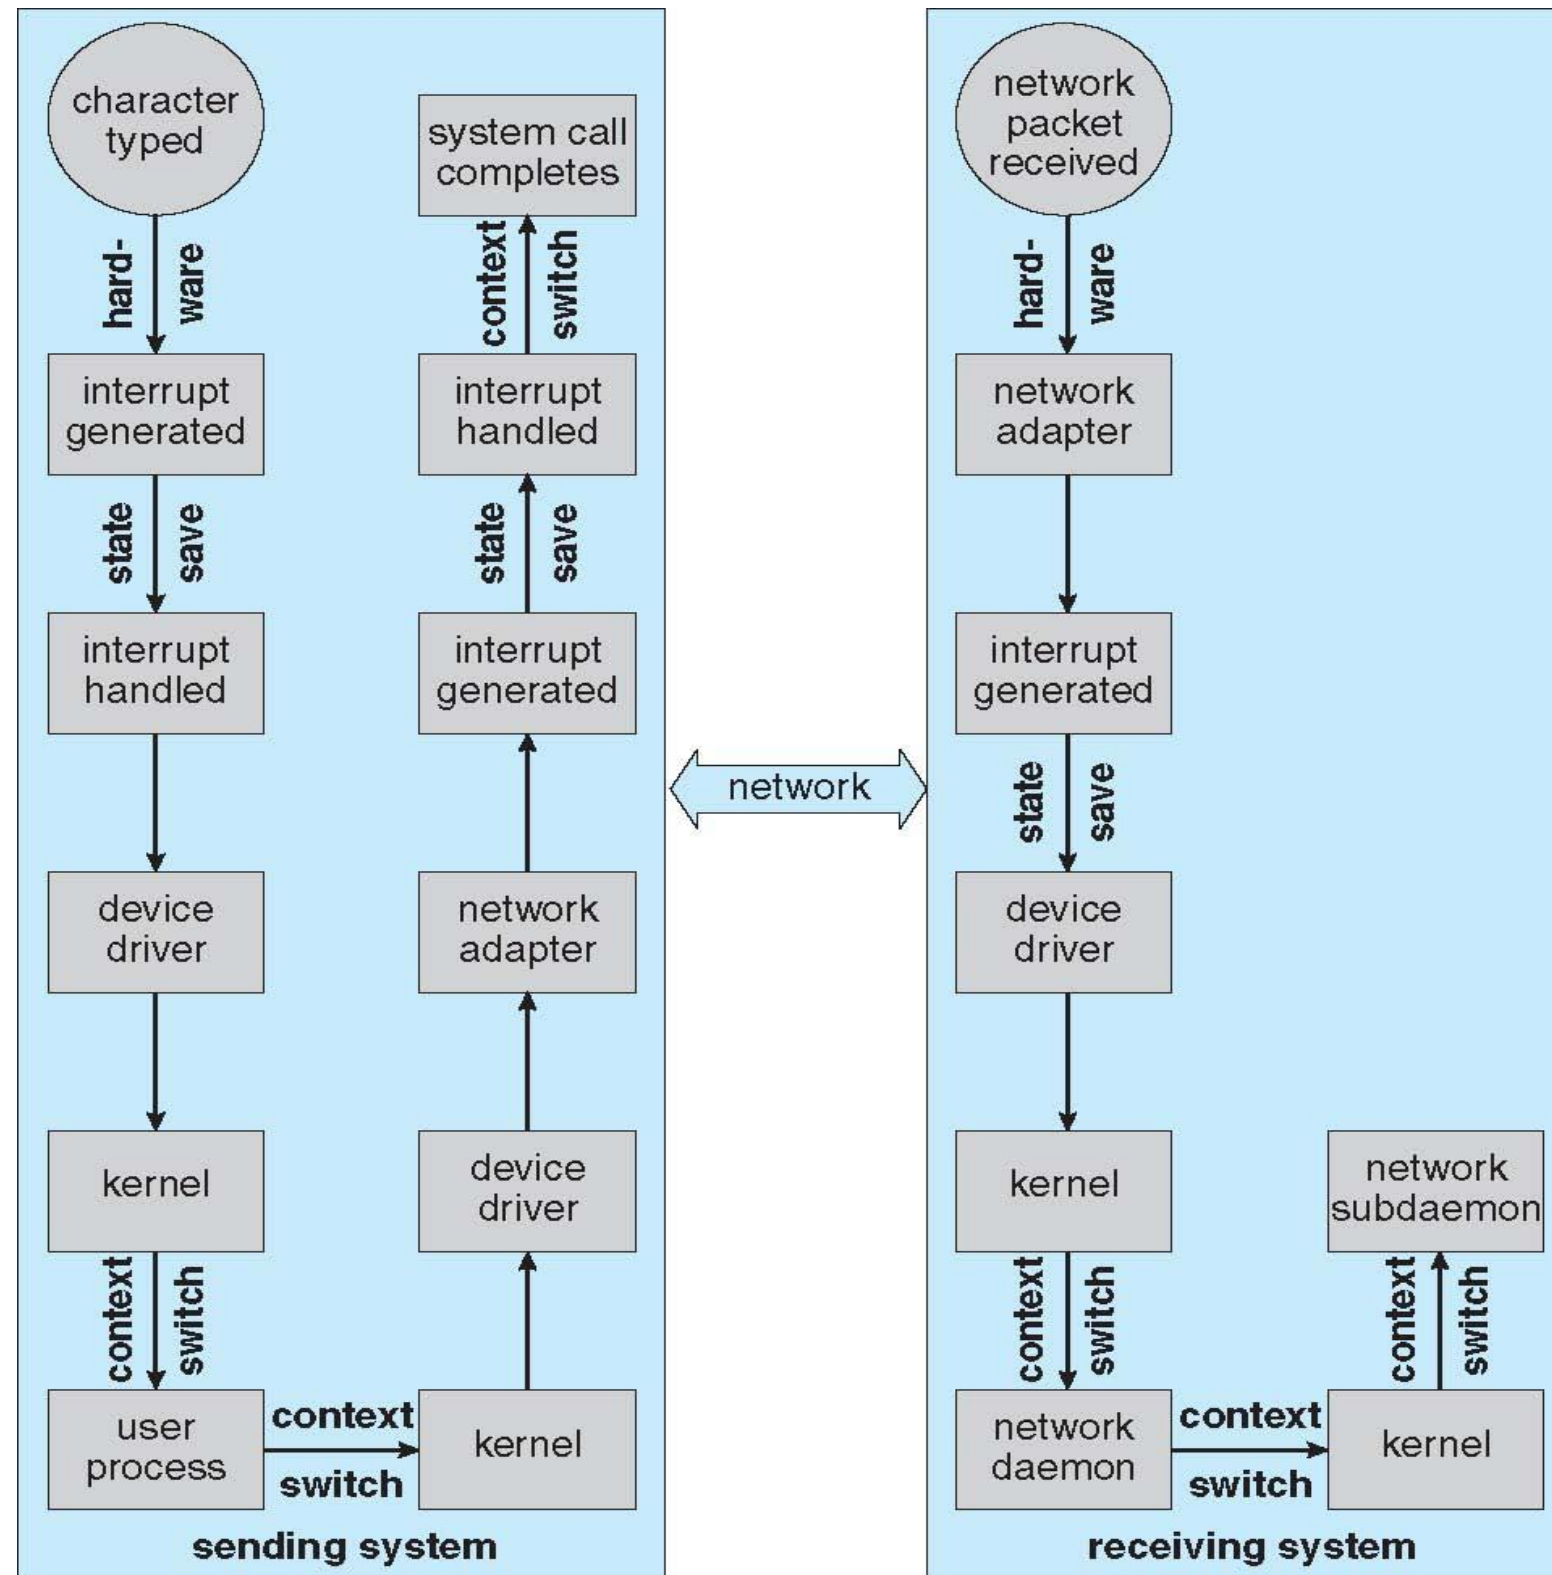 character
typed
hard-
ware
interrupt
generated
state
save
interrupt
handled
device
driver
kernel
context
switch
user
process
context
switch
kernel
device
driver
network
adapter
interrupt
generated
state
save
interrupt
handled
context
switch
system call
completes
sending system
network
network
packet
received
hard-
ware
network
adapter
interrupt
generated
state
save
device
driver
kernel
context
switch
network
daemon
context
switch
kernel
context
switch
network
subdaemon
receiving system